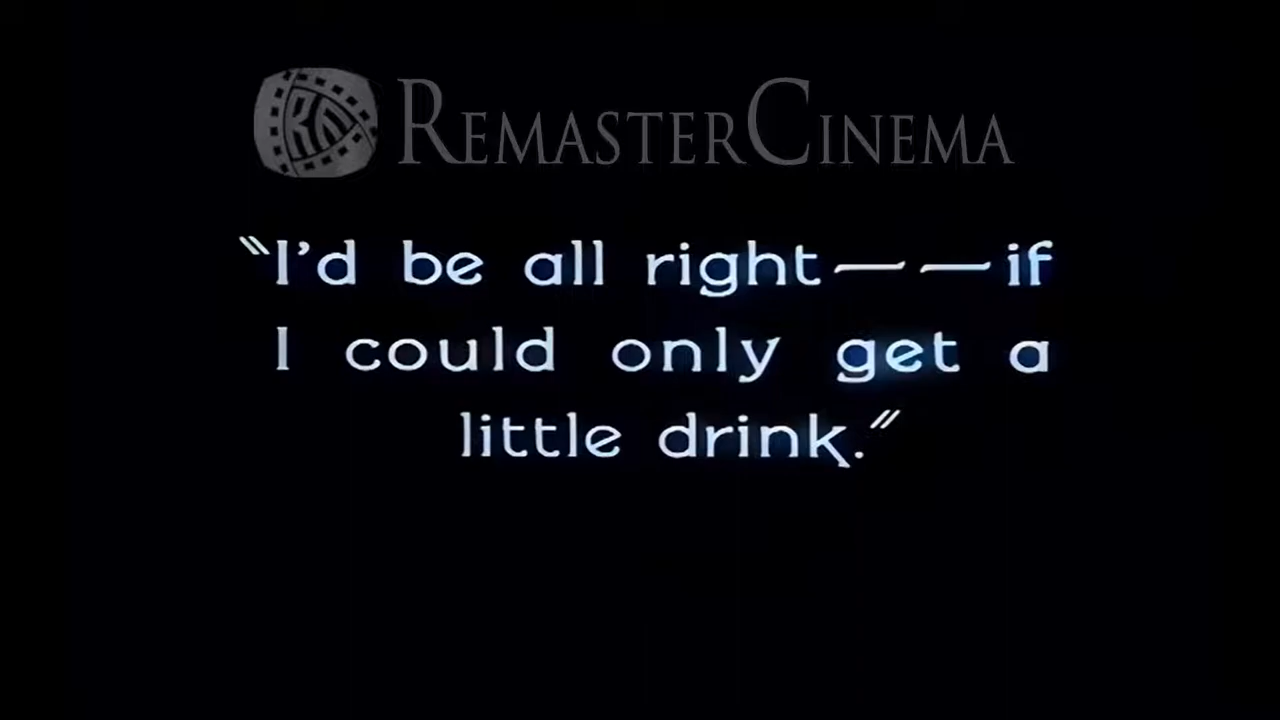 REMASTERCINEMA
"I'd be all right — — if
I could only get a
little drink."